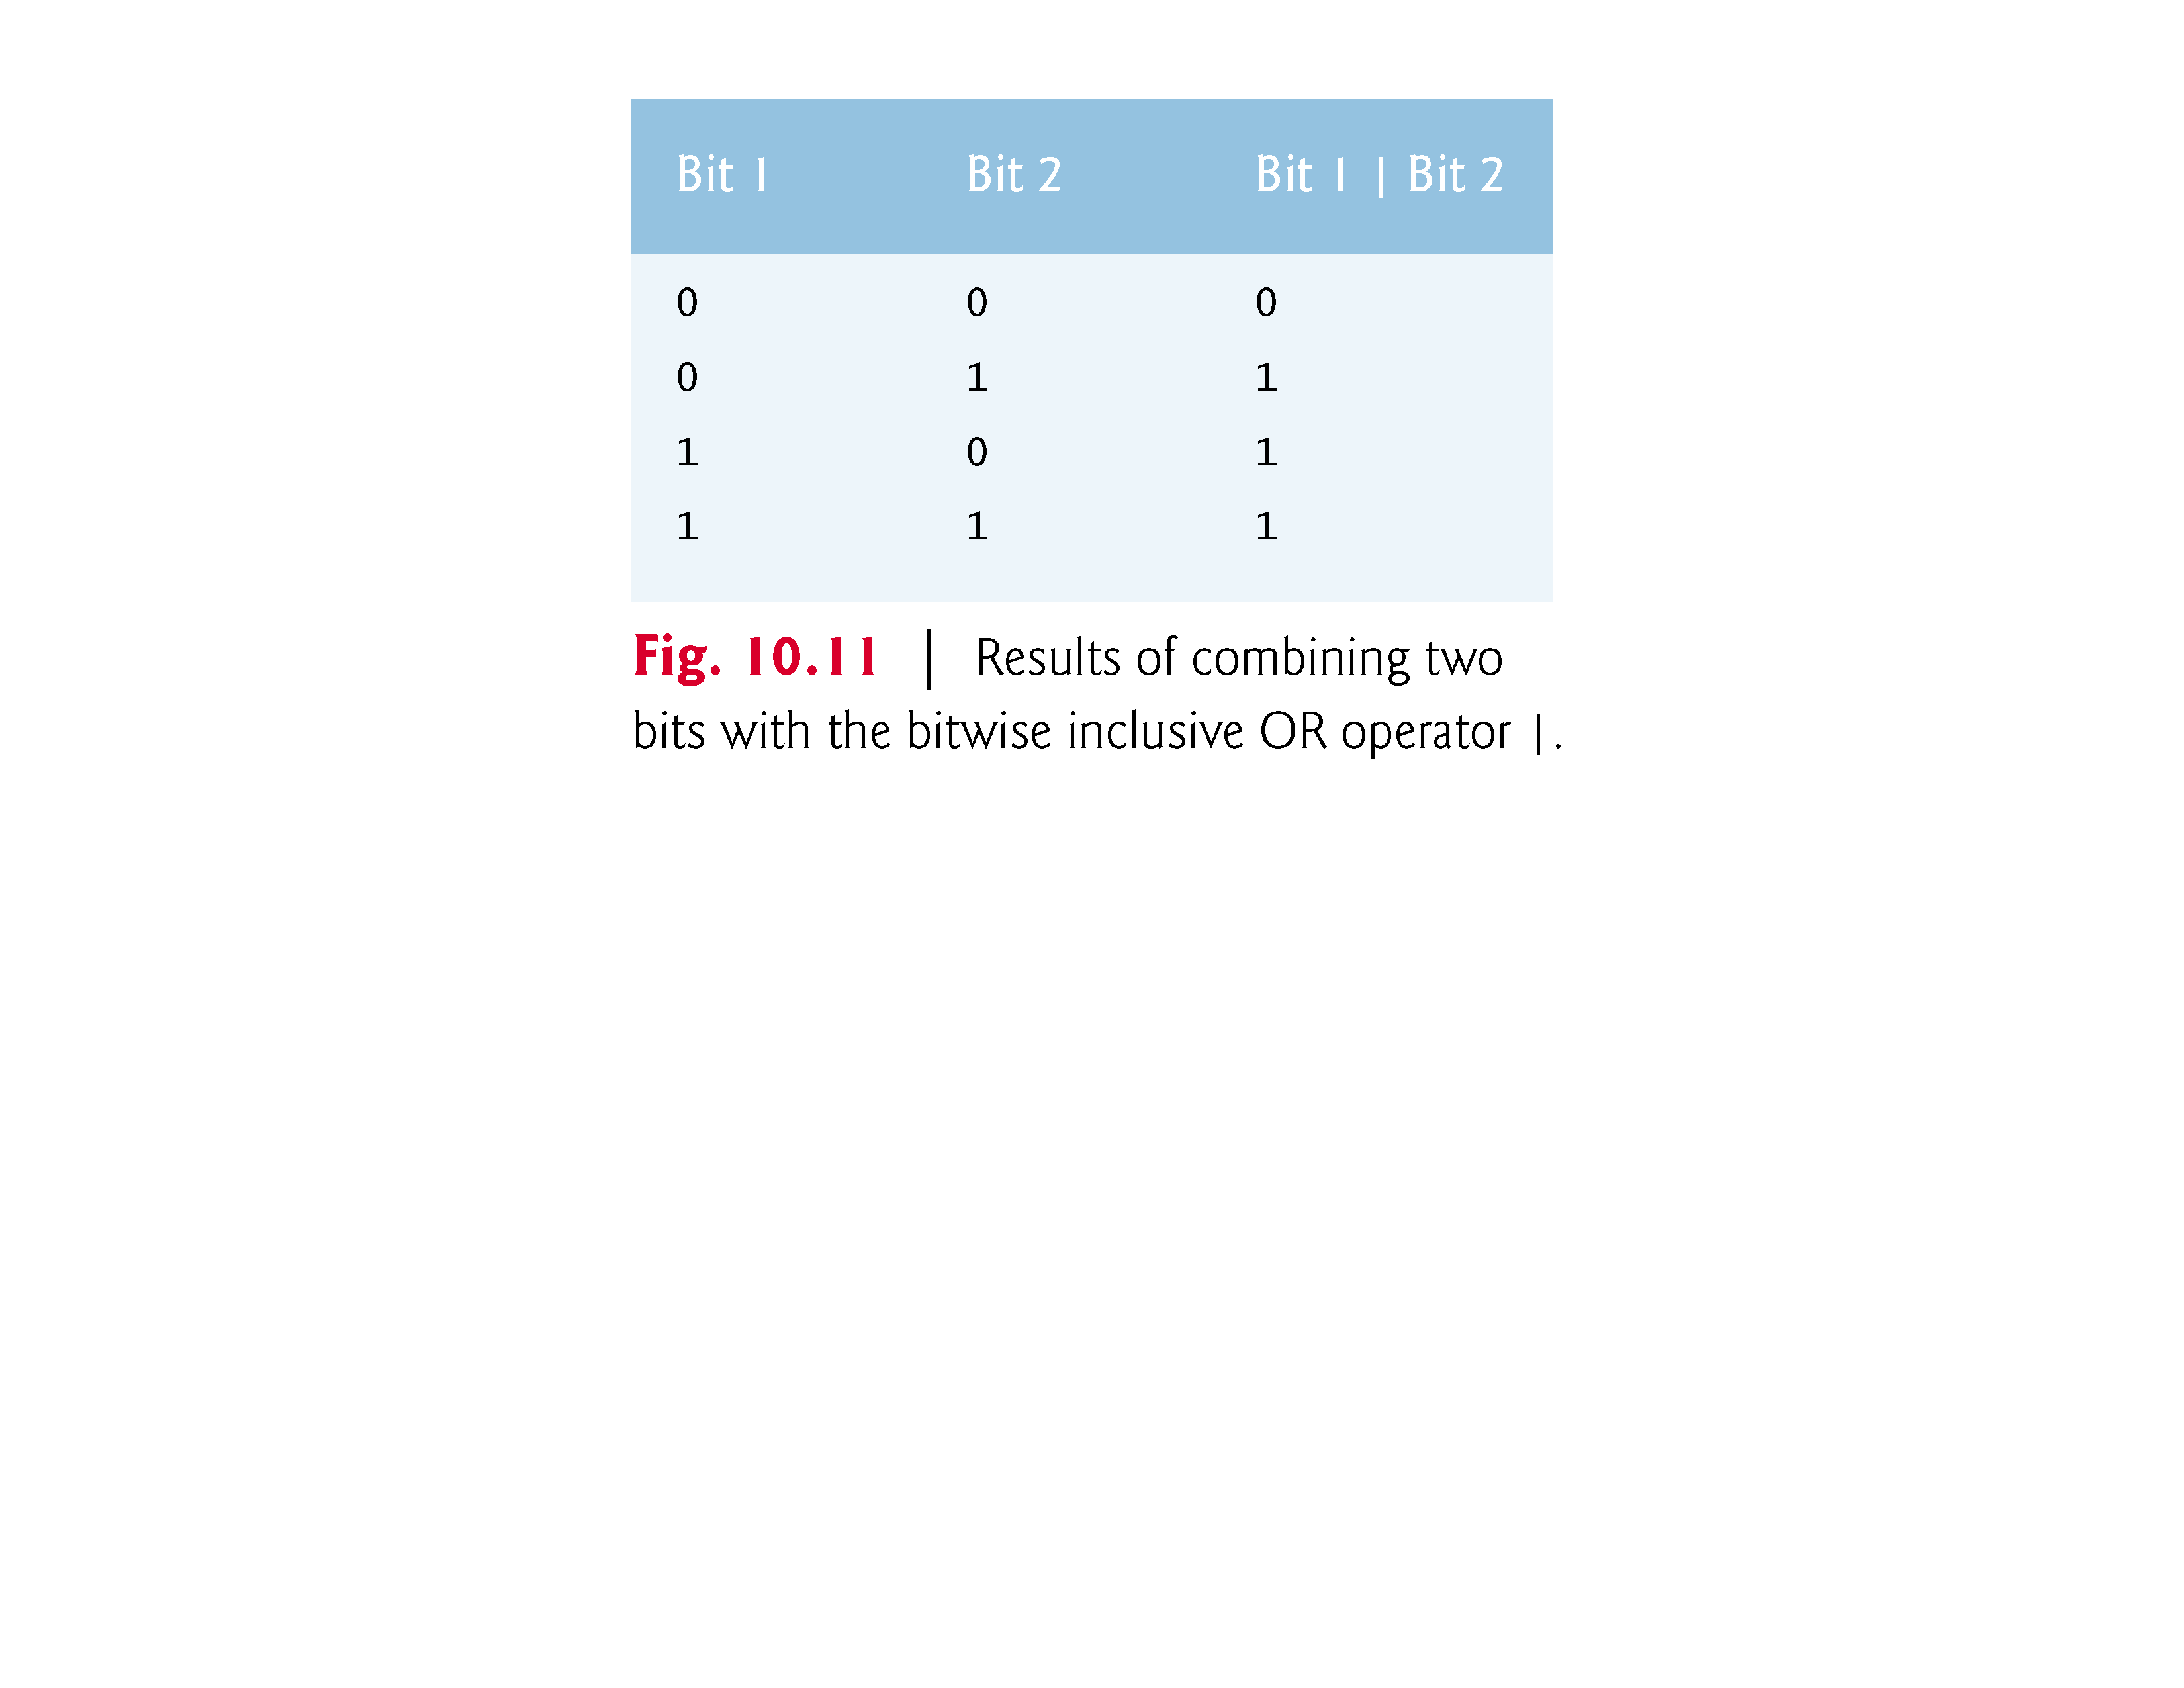 Bit 1 Bit 2 Bit 1 | Bit 2
0 0 0
0 1 1
1 0 1
1 1 1
Fig. 10.11 | Results of combining two
bits with the bitwise inclusive OR operator |.